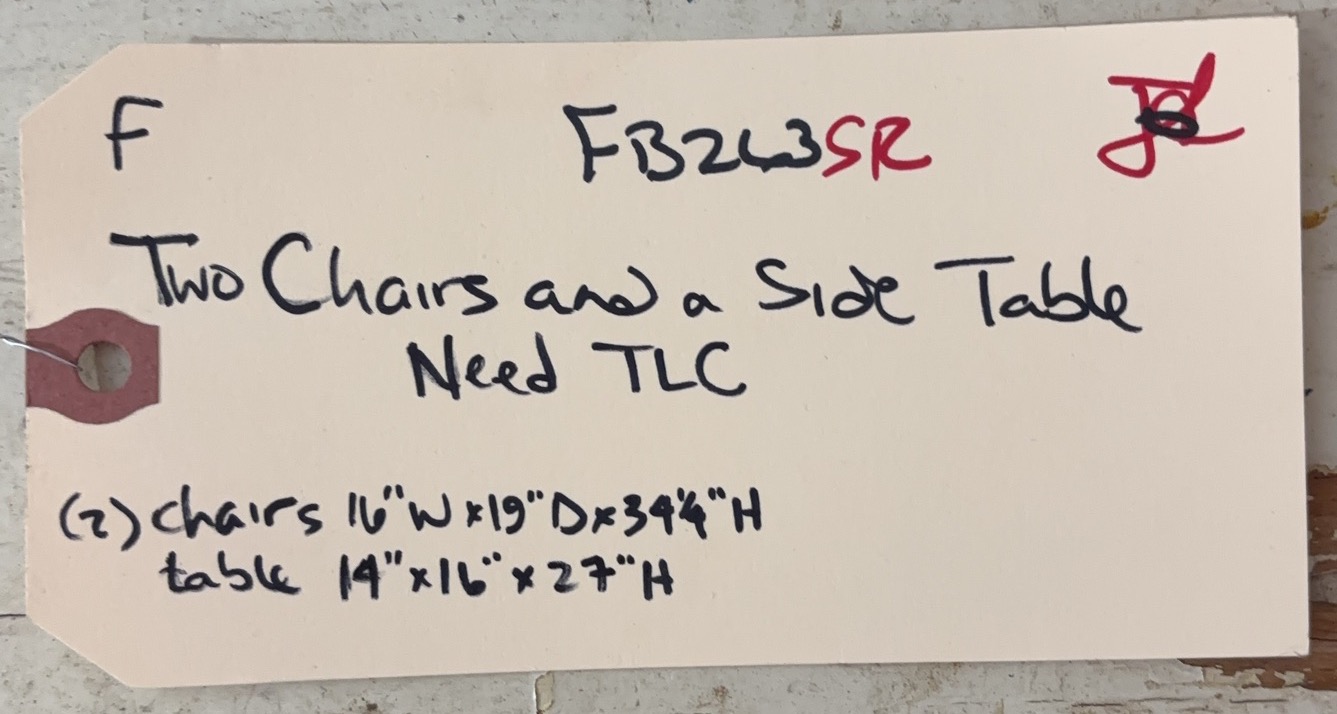 F FB263SR
Two Chairs and a Side Table
Need TLC
(2) chairs 16"W x 19"D x 34¼"H
table 14" x 16" x 27"H